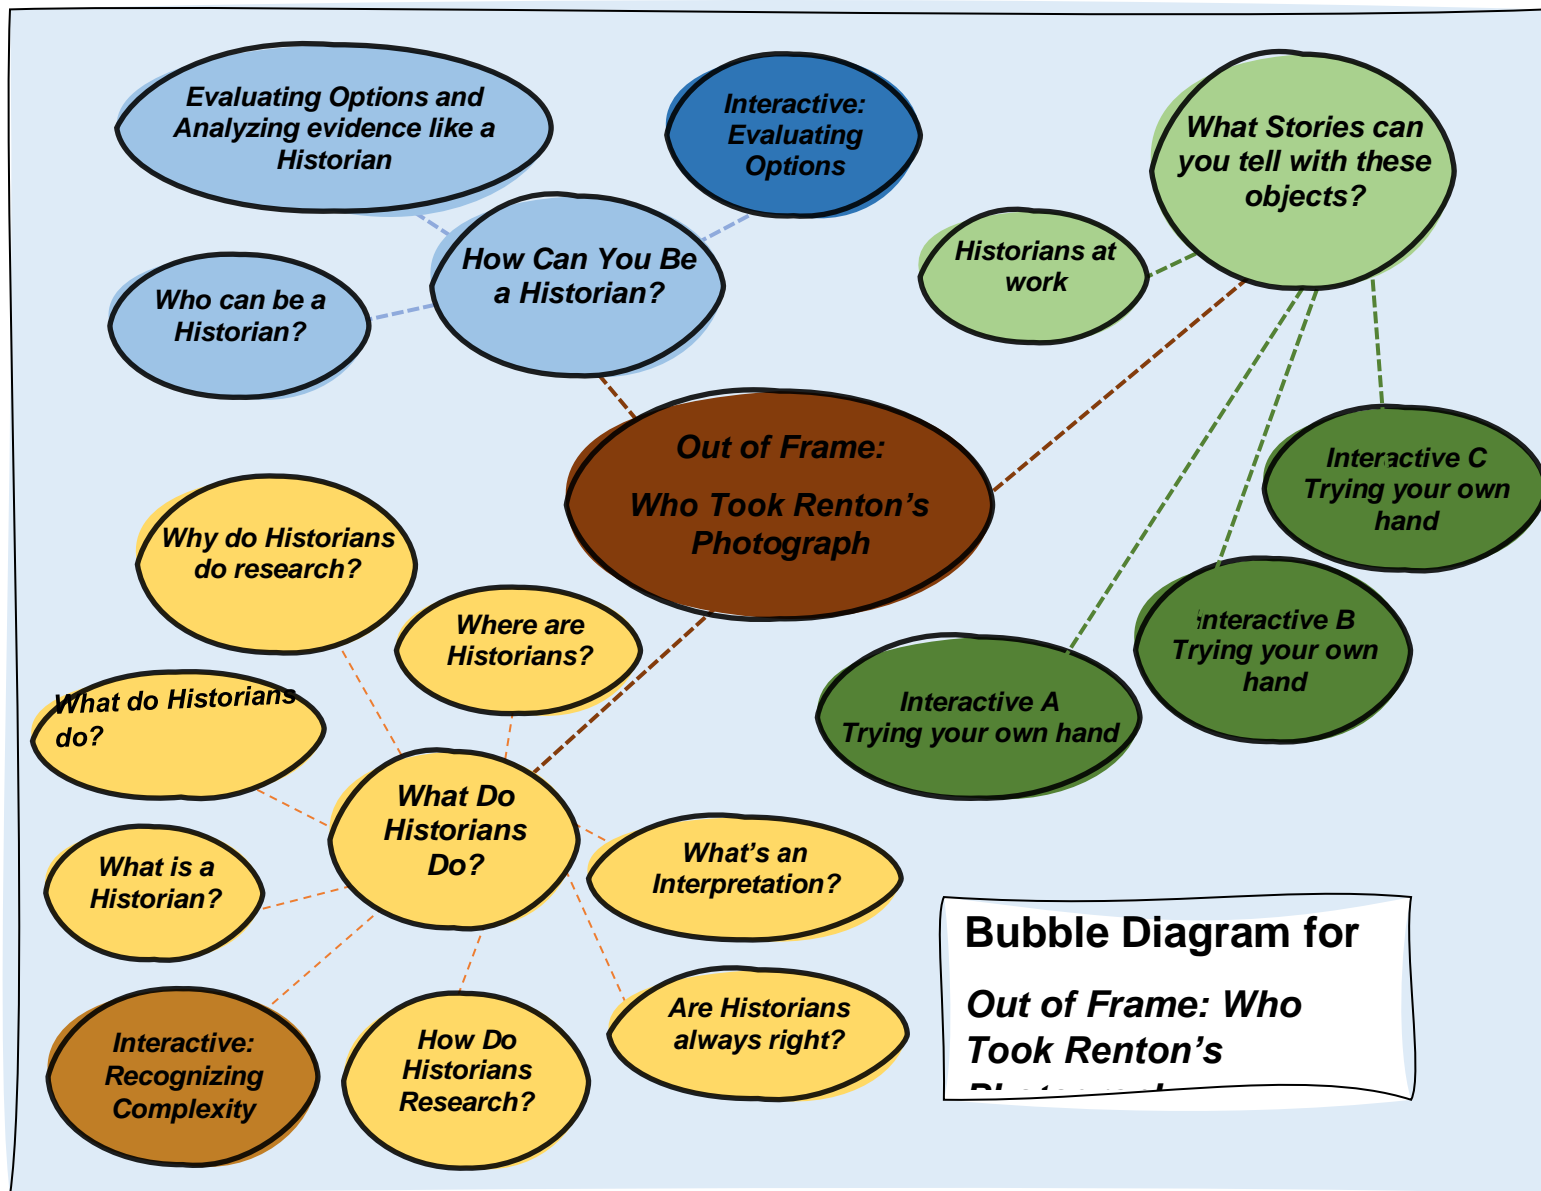 Evaluating Options and
Analyzing evidence like a
Historian
Interactive:
Evaluating
Options
What Stories can
you tell with these
objects?
Historians at
work
How Can You Be
a Historian?
Who can be a
Historian?
Out of Frame:
Who Took Renton's
Photograph
Interactive C
Trying your own
hand
Interactive B
Trying your own
hand
Interactive A
Trying your own hand
Why do Historians
do research?
Where are
Historians?
What do Historians
do?
What Do
Historians
Do?
What is a
Historian?
What's an
Interpretation?
Are Historians
always right?
How Do
Historians
Research?
Interactive:
Recognizing
Complexity
Bubble Diagram for
Out of Frame: Who
Took Renton's